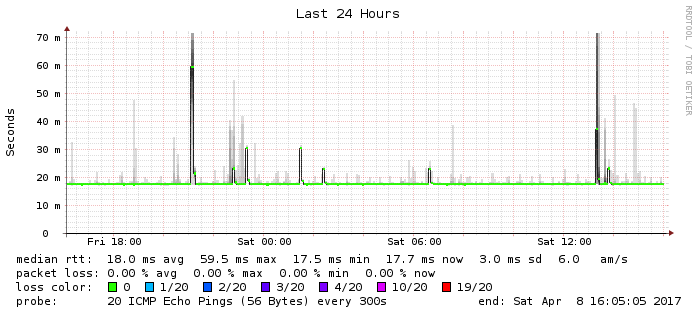 Last 24 Hours
RRDTOOL / TOBI OETIKER
Seconds
70 m
60 m
50 m
40 m
30 m
20 m
10 m
0
Fri 18:00 Sat 00:00 Sat 06:00 Sat 12:00
median rtt: 18.0 ms avg 59.5 ms max 17.5 ms min 17.7 ms now 3.0 ms sd 6.0 am/s
packet loss: 0.00 % avg 0.00 % max 0.00 % min 0.00 % now
loss color: 0 1/20 2/20 3/20 4/20 10/20 19/20
probe: 20 ICMP Echo Pings (56 Bytes) every 300s end: Sat Apr 8 16:05:05 2017